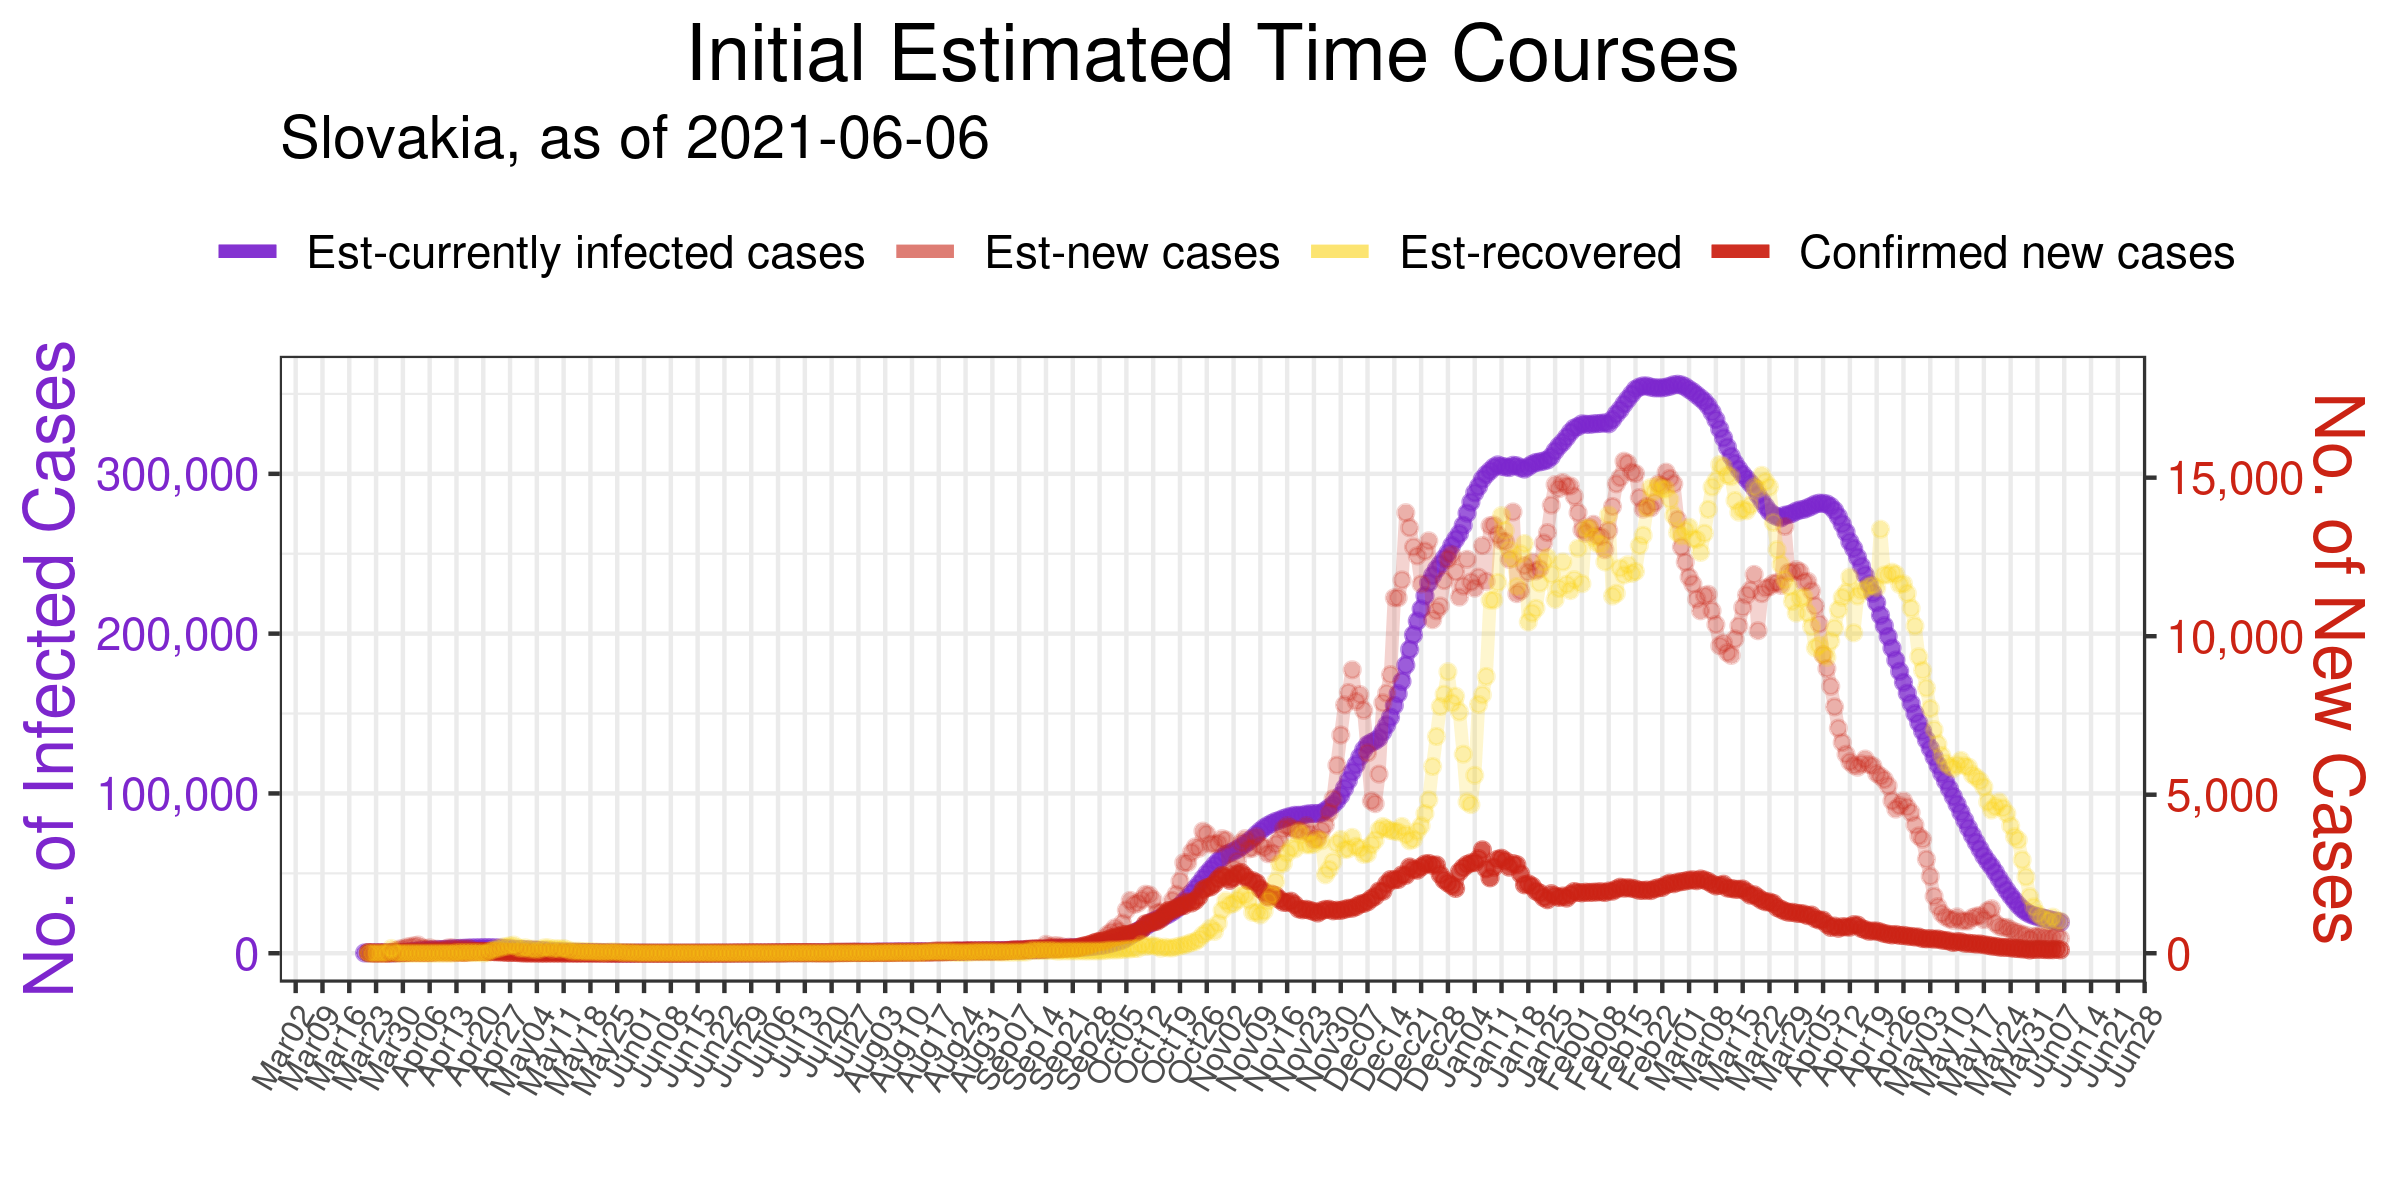 Initial Estimated Time Courses
Slovakia, as of 2021-06-06
Est-currently infected cases Est-new cases Est-recovered Confirmed new cases
No. of Infected Cases
300,000
200,000
100,000
0
15,000
10,000
5,000
0
No. of New Cases
Mar02
Mar09
Mar16
Mar23
Mar30
Apr06
Apr13
Apr20
Apr27
May04
May11
May18
May25
Jun01
Jun08
Jun15
Jun22
Jun29
Jul06
Jul13
Jul20
Jul27
Aug03
Aug10
Aug17
Aug24
Aug31
Sep07
Sep14
Sep21
Sep28
Oct05
Oct12
Oct19
Oct26
Nov02
Nov09
Nov16
Nov23
Nov30
Dec07
Dec14
Dec21
Dec28
Jan04
Jan11
Jan18
Jan25
Feb01
Feb08
Feb15
Feb22
Mar01
Mar08
Mar15
Mar22
Mar29
Apr05
Apr12
Apr19
Apr26
May03
May10
May17
May24
May31
Jun07
Jun14
Jun21
Jun28